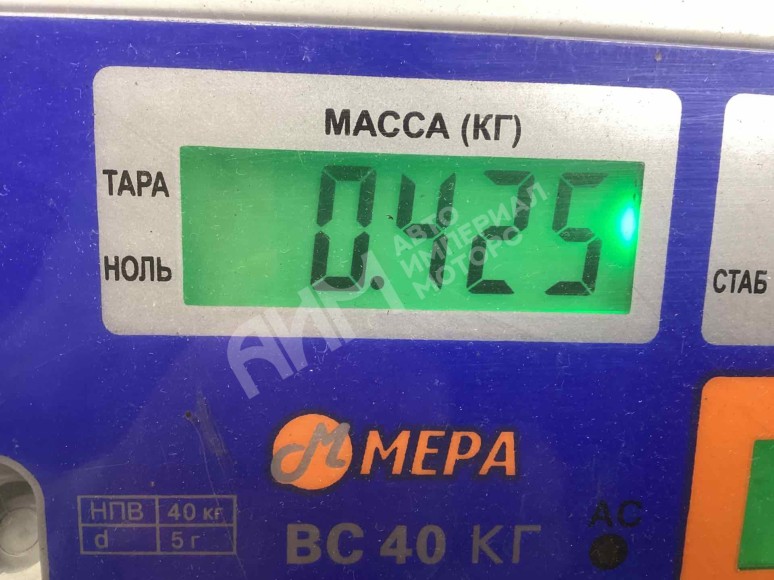 МАССА (КГ)
ТАРА
0.425
НОЛЬ
СТАБ
АИМ
АВТО
ИМПЕРИАЛ
МОТОРС
М МЕРА
НПВ 40 кг
d 5 г
ВС 40 КГ
АС